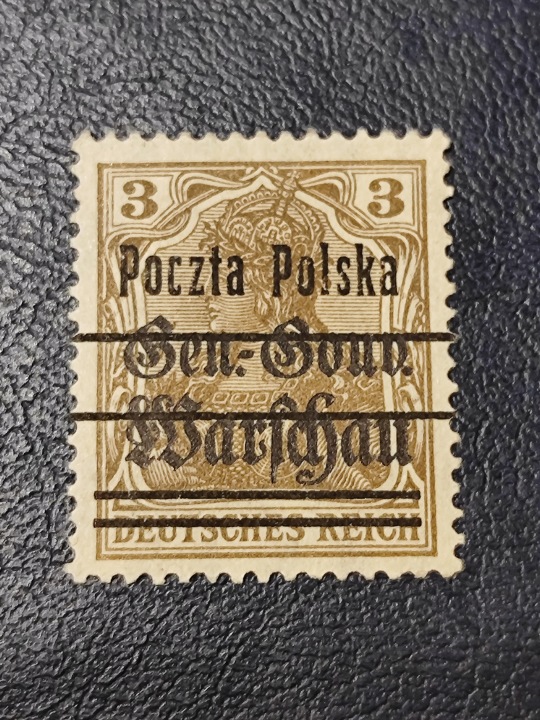 3 3
Poczta Polska
Gen.-Gouv.
Warschau
DEUTSCHES REICH